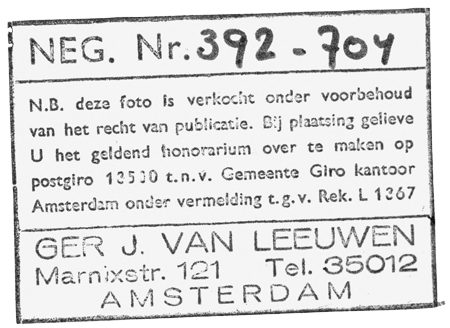 NEG. Nr. 392-704
N.B. deze foto is verkocht onder voorbehoud
van het recht van publicatie. Bij plaatsing gelieve
U het geldend honorarium over te maken op
postgiro 13500 t.n.v. Gemeente Giro kantoor
Amsterdam onder vermelding t.g.v. Rek. L 1367
GER J. VAN LEEUWEN
Marnixstr. 121 Tel. 35012
AMSTERDAM